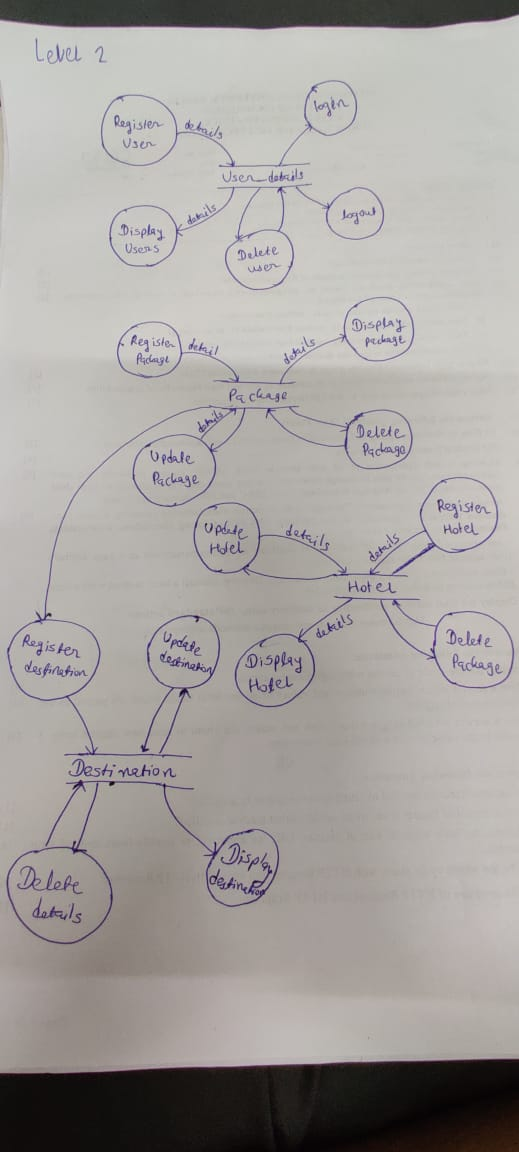 Level 2
Register
User
details
login
User_details
details
Display
Users
Delete
user
logout
Register
Package
detail
details
Display
package
Package
details
Update
Package
Delete
Package
Update
Hotel
details
details
Register
Hotel
Hotel
details
Display
Hotel
Delete
Package
Register
destination
Update
destination
Destination
Delete
details
Display
destination